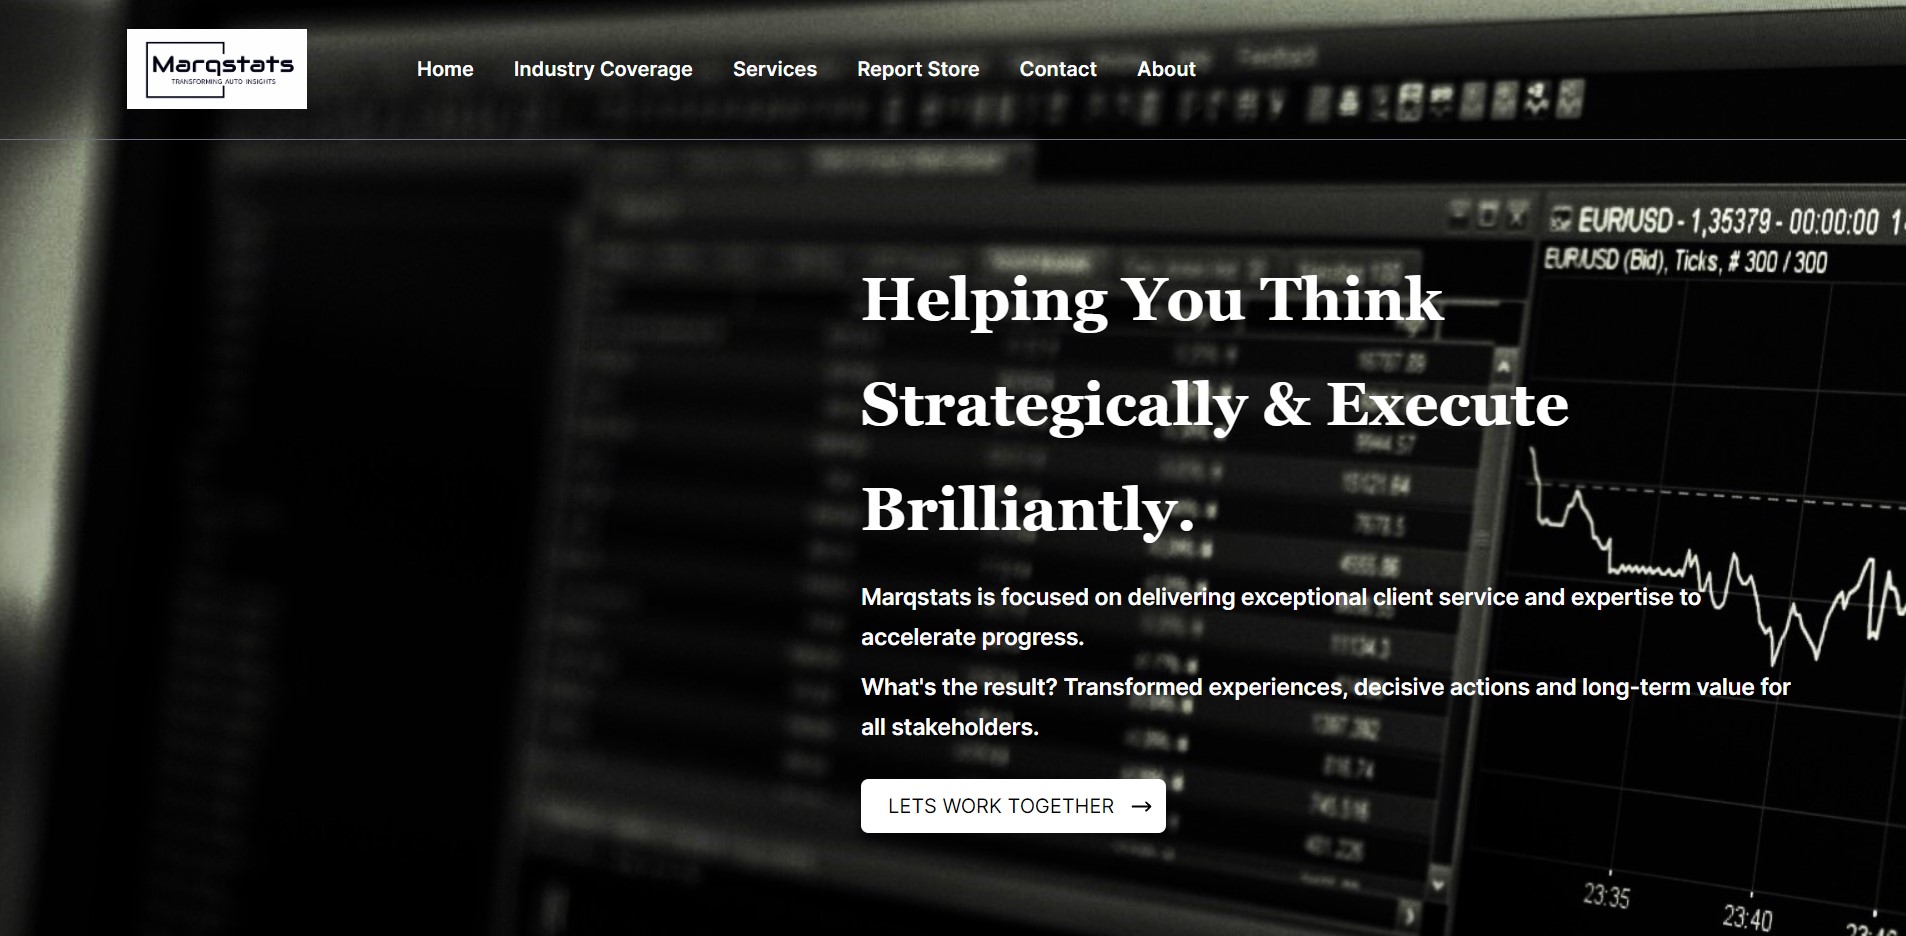 Marqstats
TRANSFORMING AUTO INSIGHTS
Home
Industry Coverage
Services
Report Store
Contact
About
EUR/USD - 1,35379 - 00:00:00
EUR/USD (Bid), Ticks, # 300 / 300
Helping You Think
Strategically & Execute
Brilliantly.
Marqstats is focused on delivering exceptional client service and expertise to
accelerate progress.
What's the result? Transformed experiences, decisive actions and long-term value for
all stakeholders.
LETS WORK TOGETHER
23:35
23:40